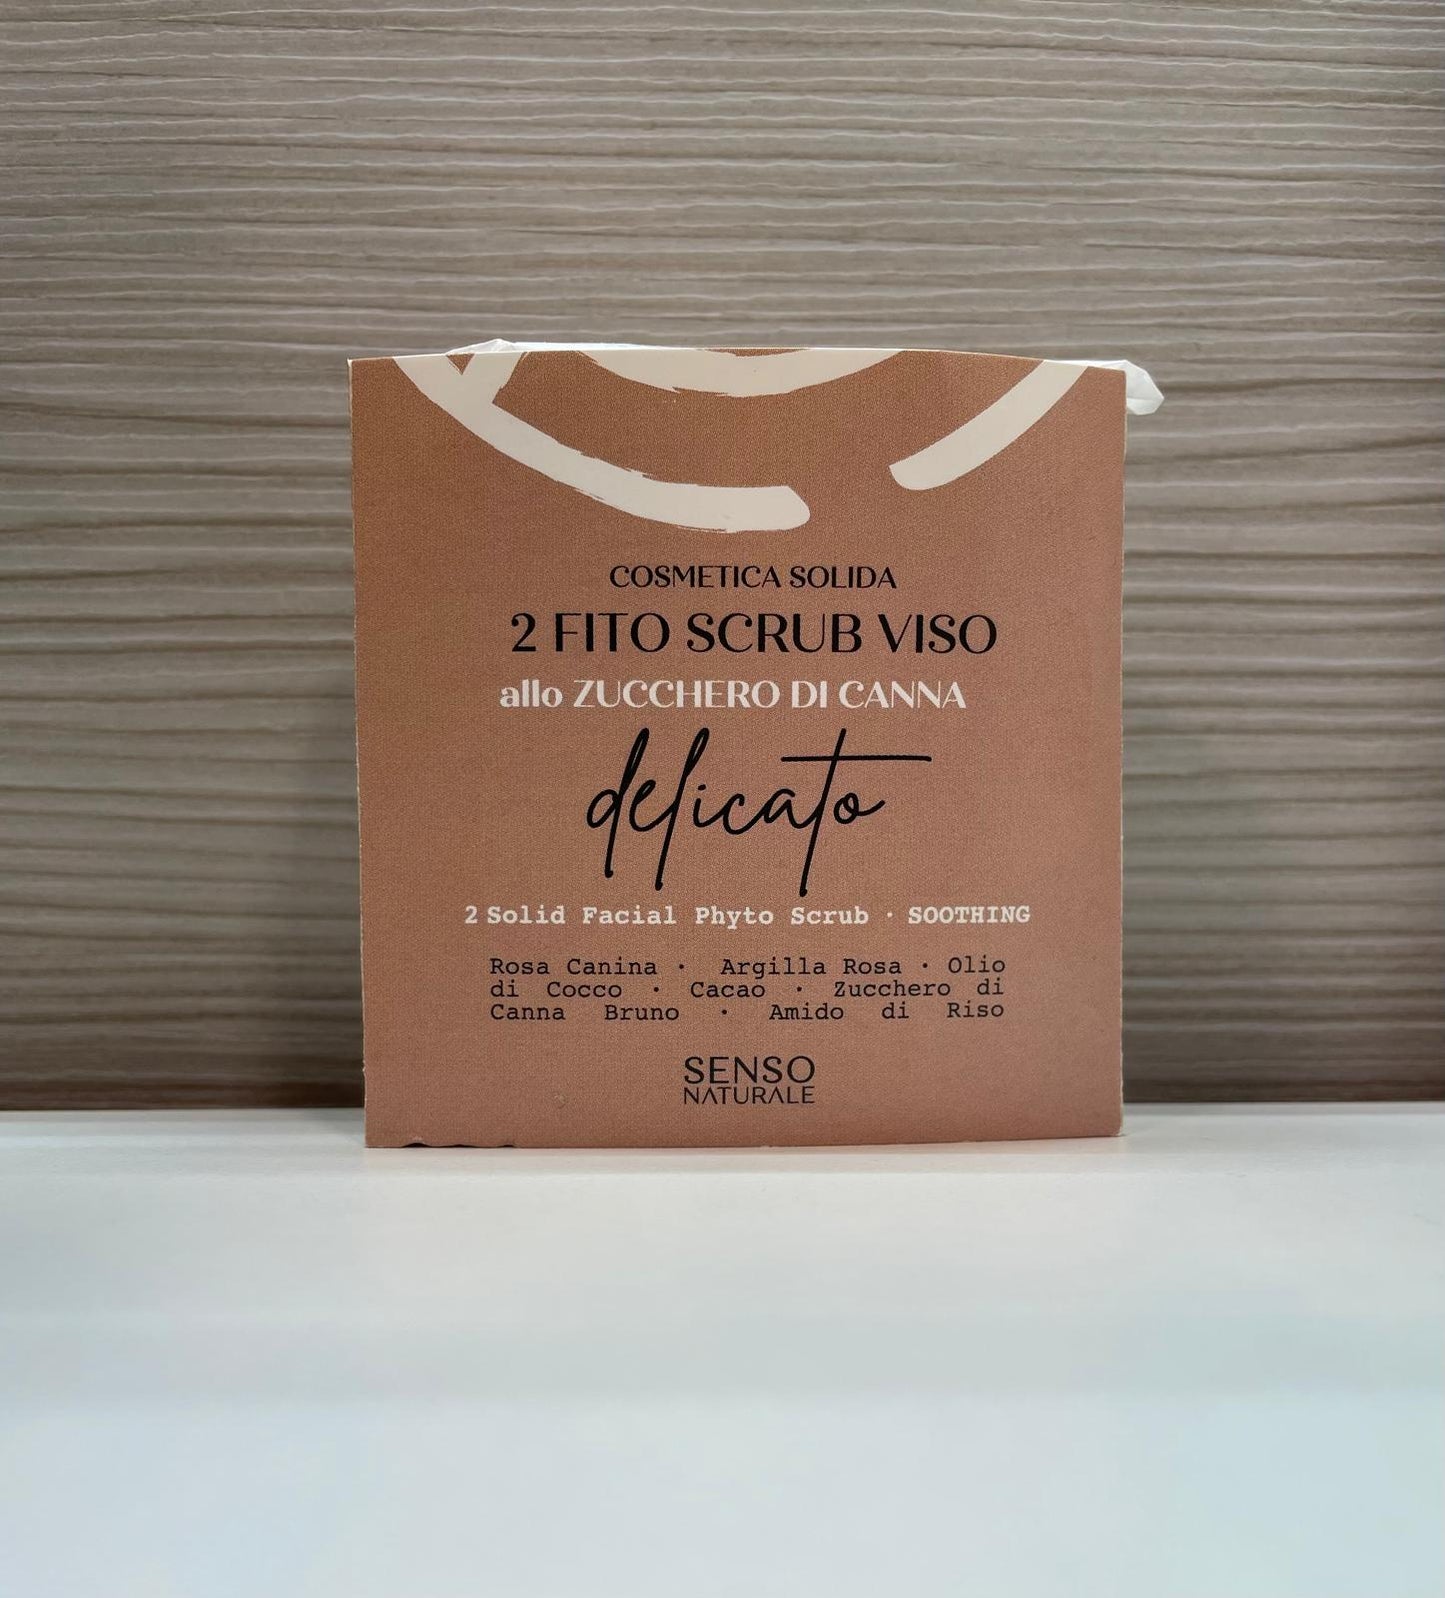 COSMETICA SOLIDA
2 FITO SCRUB VISO
allo ZUCCHERO DI CANNA
delicato
2 Solid Facial Phyto Scrub · SOOTHING
Rosa Canina · Argilla Rosa · Olio
di Cocco · Cacao · Zucchero di
Canna Bruno · Amido di Riso
SENSO
NATURALE